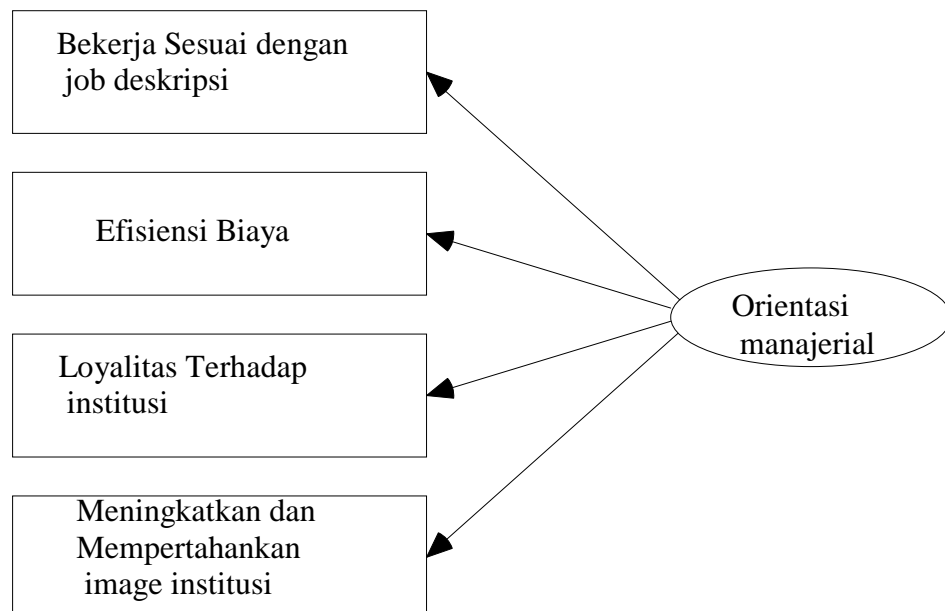 Bekerja Sesuai dengan
job deskripsi
Efisiensi Biaya
Loyalitas Terhadap
institusi
Meningkatkan dan
Mempertahankan
image institusi
Orientasi
manajerial